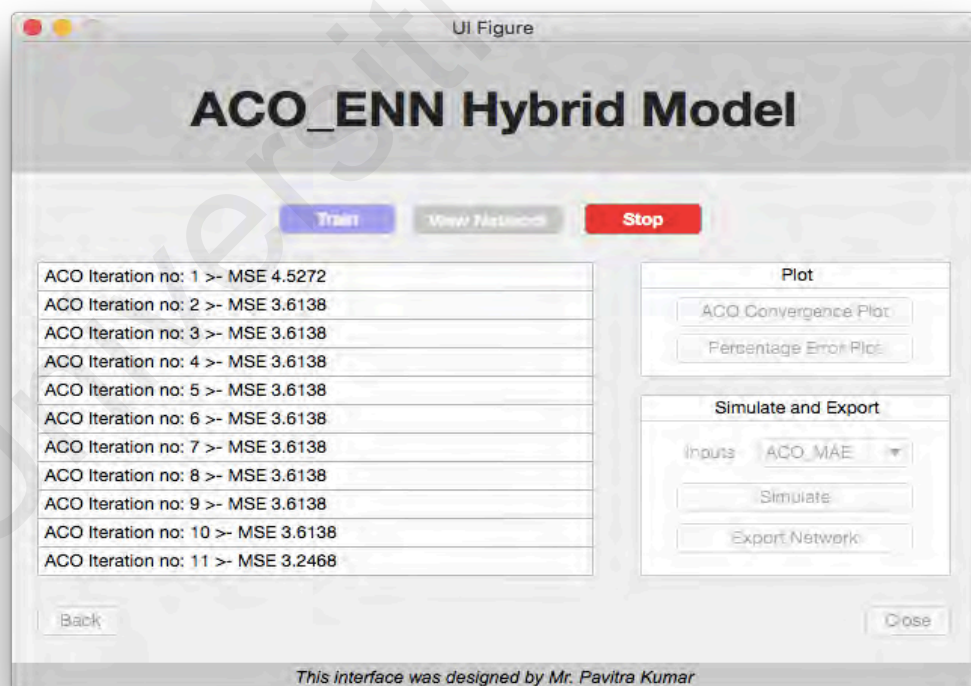 UI Figure
ACO_ENN Hybrid Model
Train
View Network
Stop
ACO Iteration no: 1 >- MSE 4.5272
ACO Iteration no: 2 >- MSE 3.6138
ACO Iteration no: 3 >- MSE 3.6138
ACO Iteration no: 4 >- MSE 3.6138
ACO Iteration no: 5 >- MSE 3.6138
ACO Iteration no: 6 >- MSE 3.6138
ACO Iteration no: 7 >- MSE 3.6138
ACO Iteration no: 8 >- MSE 3.6138
ACO Iteration no: 9 >- MSE 3.6138
ACO Iteration no: 10 >- MSE 3.6138
ACO Iteration no: 11 >- MSE 3.2468
Plot
ACO Convergence Plot
Percentage Error Plot
Simulate and Export
Inputs ACO_MAE
Simulate
Export Network
Back
Close
This interface was designed by Mr. Pavitra Kumar